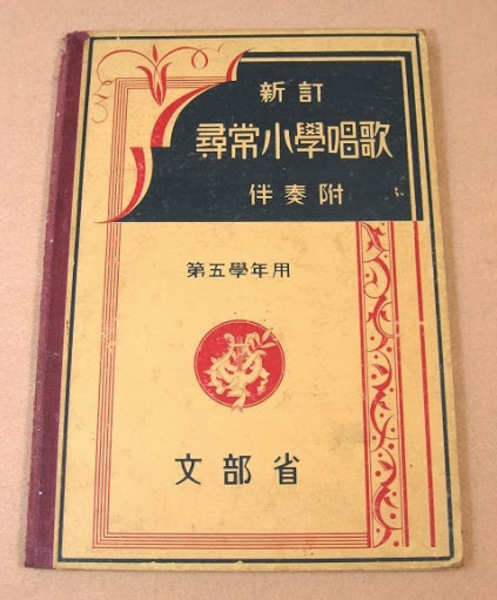 新訂
尋常小學唱歌
伴奏附
第五學年用
文部省